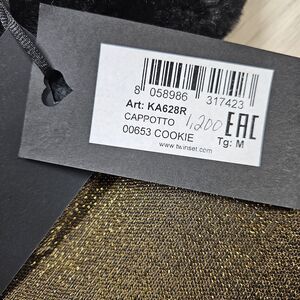 8 058986 317423
Art: KA628R
CAPPOTTO 1,200 EAC
00653 COOKIE Tg: M
www.twinset.com